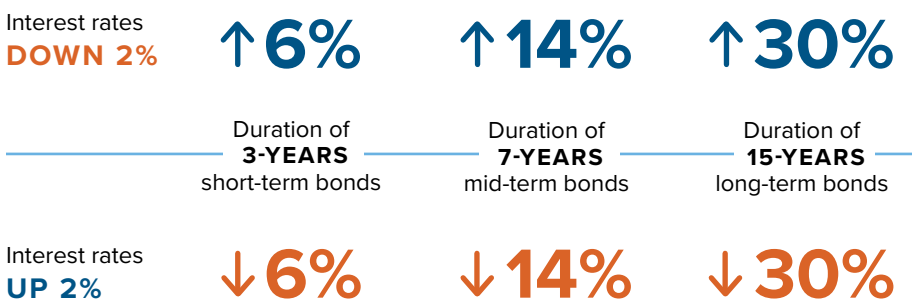 Interest rates
DOWN 2%
↑6% ↑14% ↑30%
Duration of Duration of Duration of
3-YEARS 7-YEARS 15-YEARS
short-term bonds mid-term bonds long-term bonds
Interest rates
UP 2%
↓6% ↓14% ↓30%